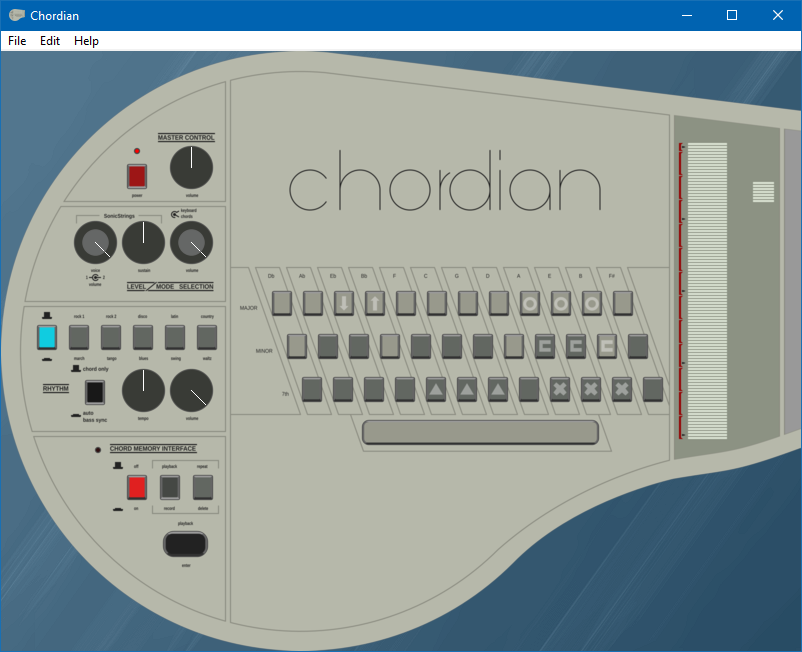 Chordian
File Edit Help
MASTER CONTROL
power
volume
SonicStrings
keyboard
chords
voice
sustain
volume
1 2
volume
LEVEL/MODE SELECTION
rock-1 rock-2 disco latin country
march tango blues swing waltz
chord only
RHYTHM
auto
bass sync
tempo
volume
CHORD MEMORY INTERFACE
off playback repeat
on record delete
playback
enter
chordian
Db Ab Eb Bb F C G D A E B F#
MAJOR
MINOR
7th